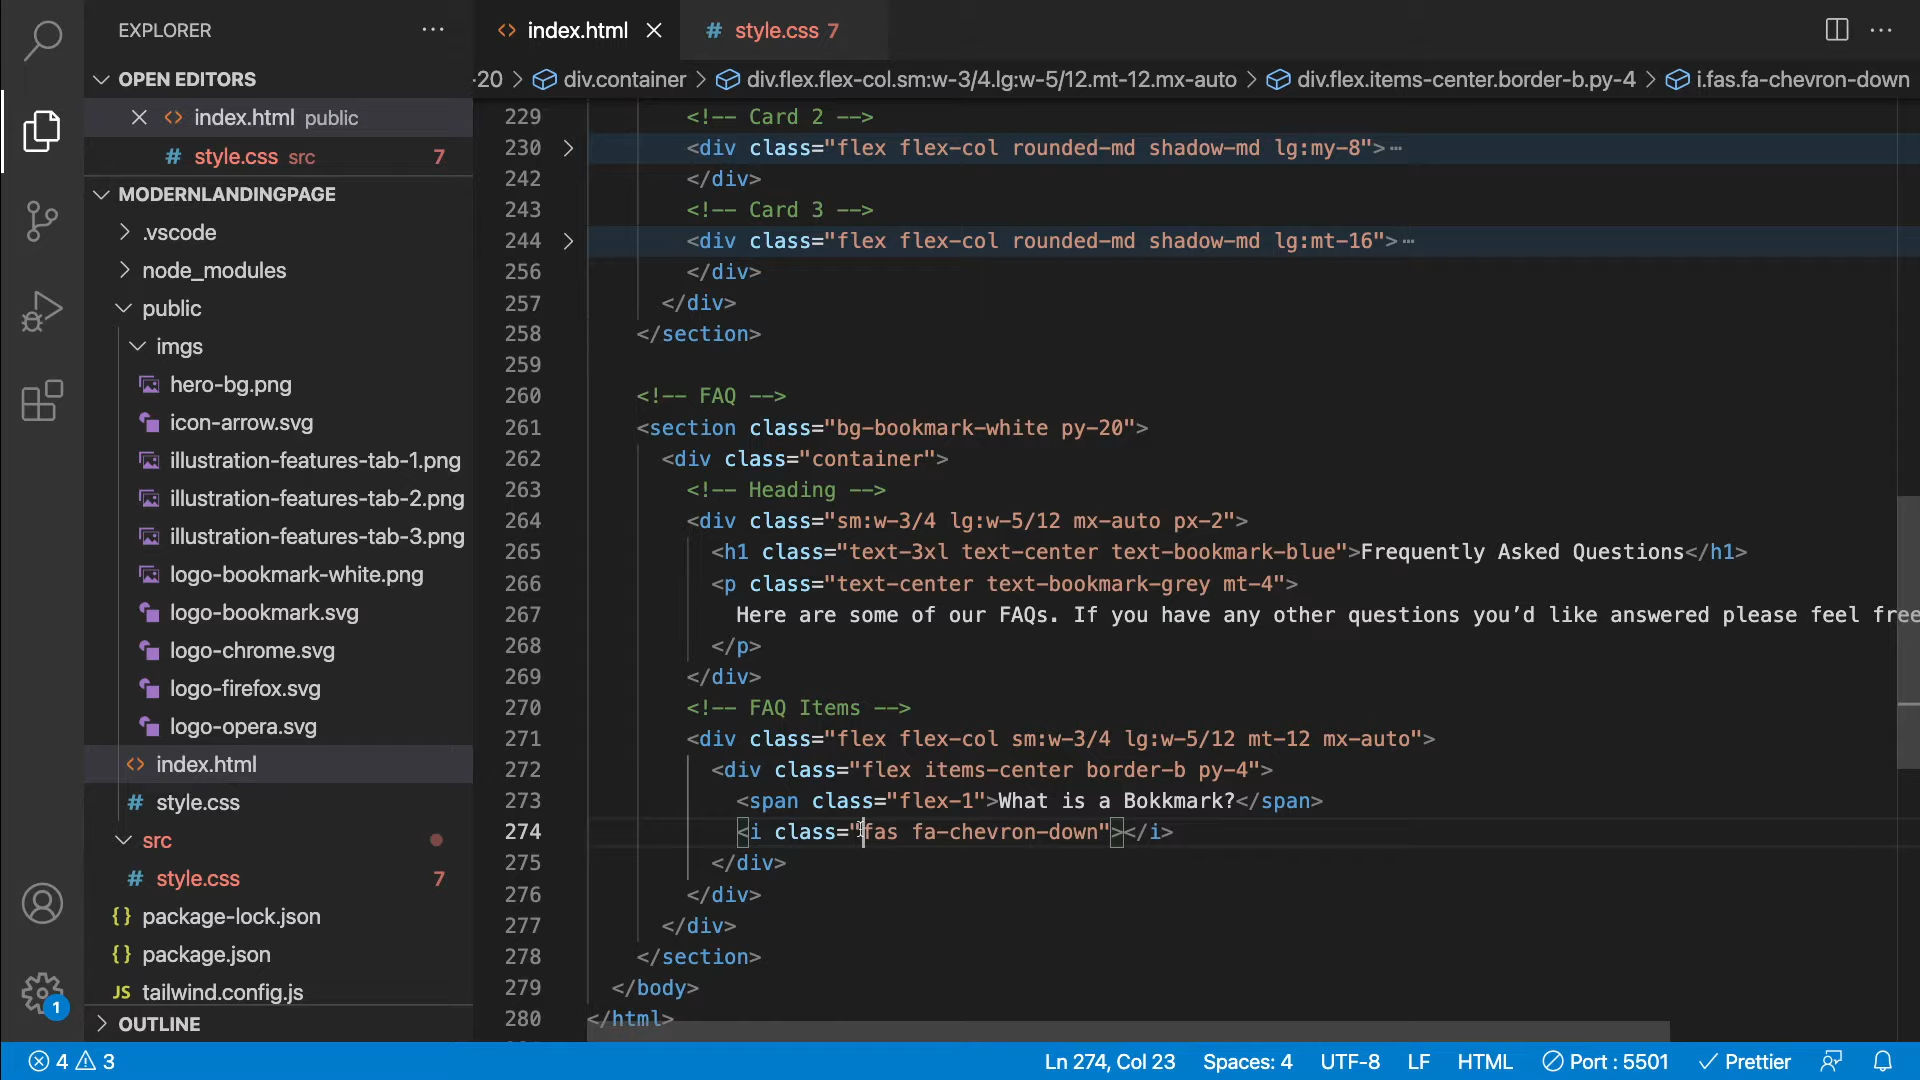 EXPLORER
index.html
style.css 7
-20 > div.container > div.flex.flex-col.sm:w-3/4.lg:w-5/12.mt-12.mx-auto > div.flex.items-center.border-b.py-4 > i.fas.fa-chevron-down
OPEN EDITORS
index.html public
style.css src 7
MODERNLANDINGPAGE
.vscode
node_modules
public
imgs
hero-bg.png
icon-arrow.svg
illustration-features-tab-1.png
illustration-features-tab-2.png
illustration-features-tab-3.png
logo-bookmark-white.png
logo-bookmark.svg
logo-chrome.svg
logo-firefox.svg
logo-opera.svg
index.html
style.css
src
style.css 7
package-lock.json
package.json
JS tailwind.config.js
OUTLINE
229 <!-- Card 2 -->
230 <div class="flex flex-col rounded-md shadow-md lg:my-8">…
242 </div>
243 <!-- Card 3 -->
244 <div class="flex flex-col rounded-md shadow-md lg:mt-16">…
256 </div>
257 </div>
258 </section>
259
260 <!-- FAQ -->
261 <section class="bg-bookmark-white py-20">
262 <div class="container">
263 <!-- Heading -->
264 <div class="sm:w-3/4 lg:w-5/12 mx-auto px-2">
265 <h1 class="text-3xl text-center text-bookmark-blue">Frequently Asked Questions</h1>
266 <p class="text-center text-bookmark-grey mt-4">
267 Here are some of our FAQs. If you have any other questions you’d like answered please feel free
268 </p>
269 </div>
270 <!-- FAQ Items -->
271 <div class="flex flex-col sm:w-3/4 lg:w-5/12 mt-12 mx-auto">
272 <div class="flex items-center border-b py-4">
273 <span class="flex-1">What is a Bokkmark?</span>
274 <i class="fas fa-chevron-down"></i>
275 </div>
276 </div>
277 </div>
278 </section>
279 </body>
280 </html>
1
4 3
Ln 274, Col 23 Spaces: 4 UTF-8 LF HTML Port : 5501 Prettier